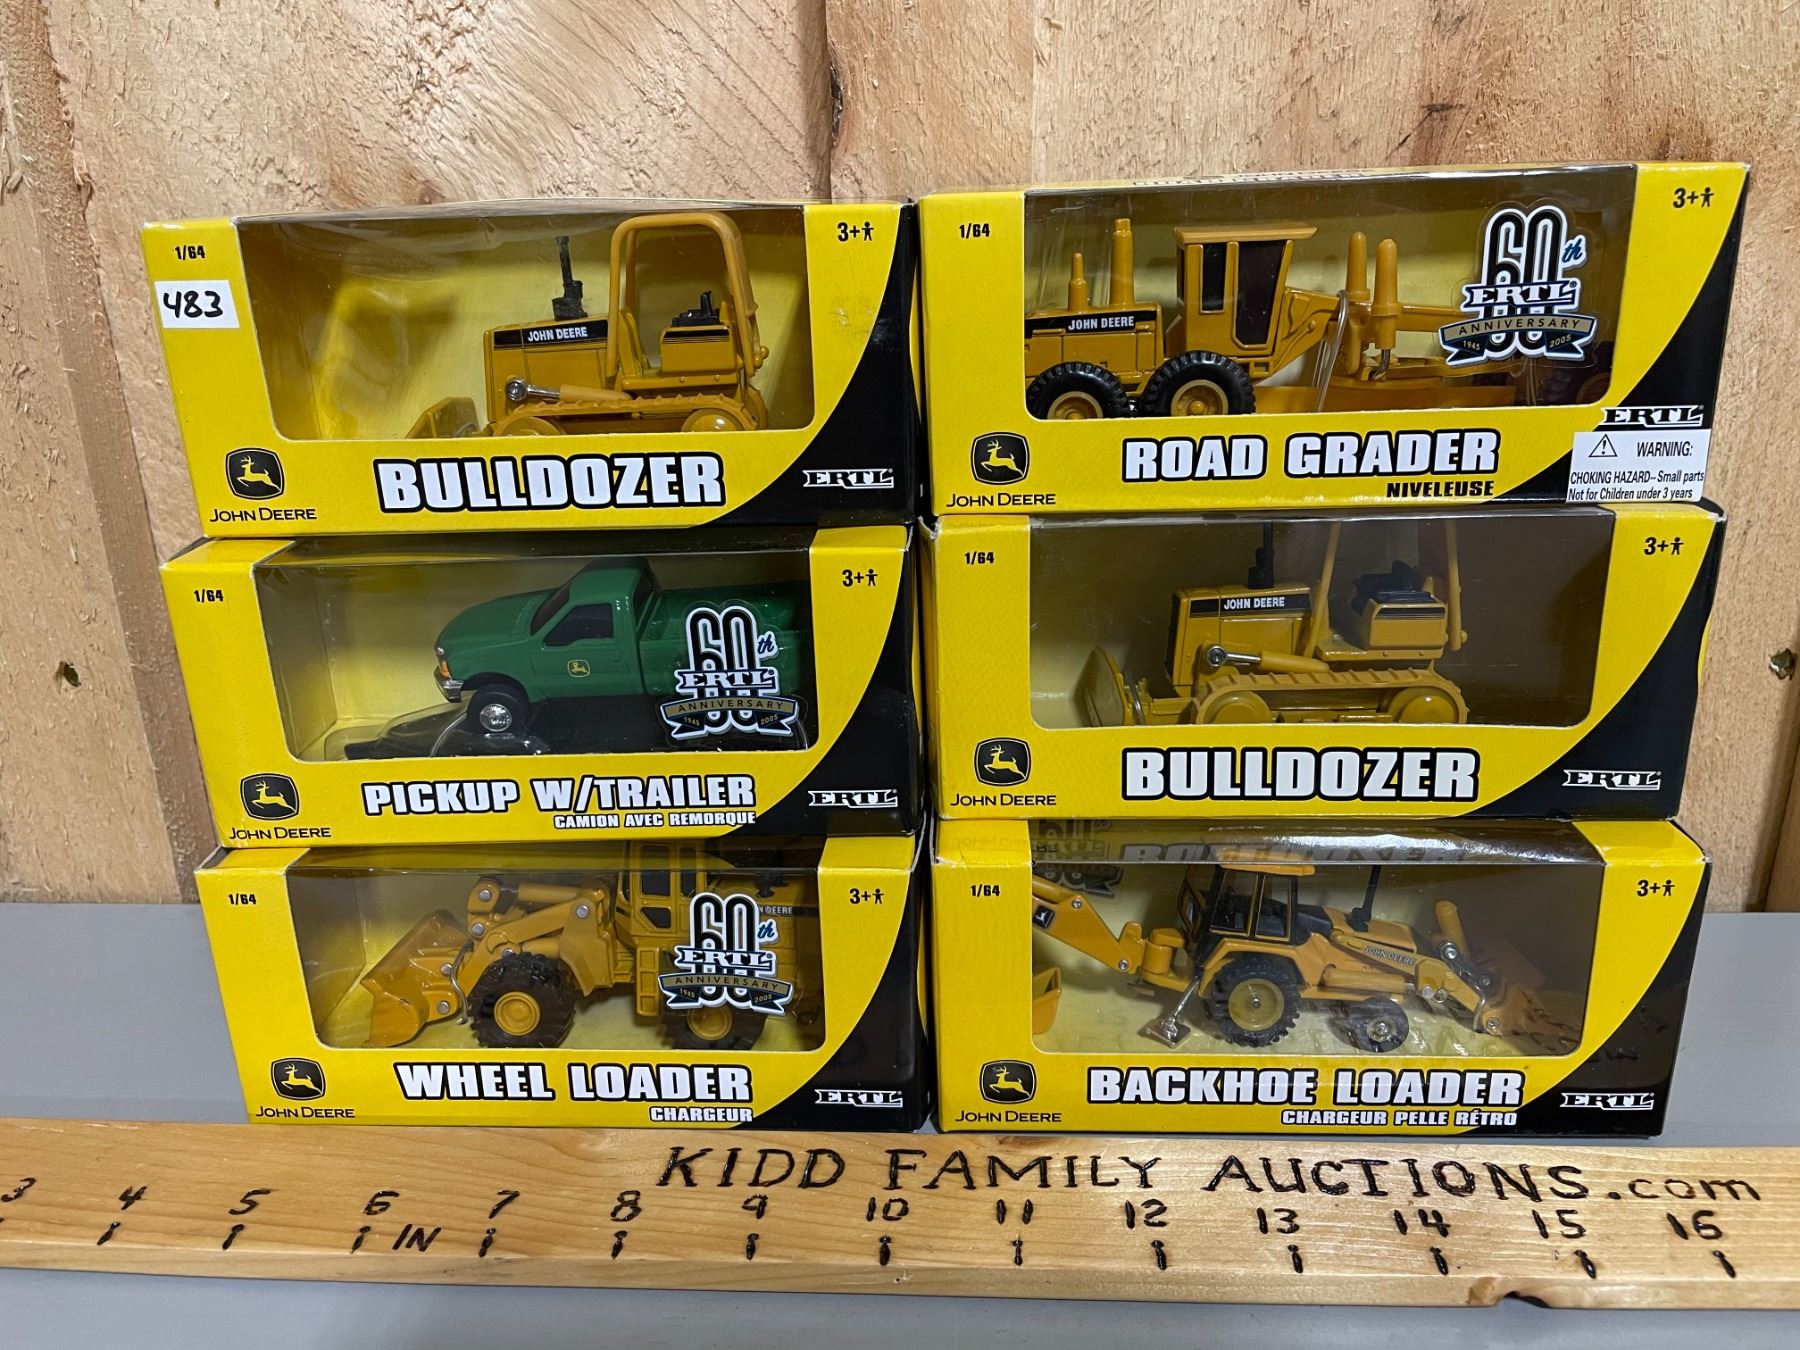 1/64
3+
483
JOHN DEERE
JOHN DEERE
BULLDOZER
ERTL
1/64
3+
JOHN DEERE
60th
ERTL
ANNIVERSARY
1945 2005
JOHN DEERE
ROAD GRADER
NIVELEUSE
ERTL
WARNING:
CHOKING HAZARD--Small parts
Not for Children under 3 years
1/64
3+
60th
ERTL
ANNIVERSARY
1945 2005
JOHN DEERE
PICKUP W/TRAILER
CAMION AVEC REMORQUE
ERTL
1/64
3+
JOHN DEERE
JOHN DEERE
BULLDOZER
ERTL
1/64
3+
60th
ERTL
ANNIVERSARY
1945 2005
JOHN DEERE
WHEEL LOADER
CHARGEUR
ERTL
1/64
3+
JOHN DEERE
JOHN DEERE
BACKHOE LOADER
CHARGEUR PELLE RÉTRO
ERTL
KIDD FAMILY AUCTIONS.com
3 4 5 6 7 8 9 10 11 12 13 14 15 16
IN